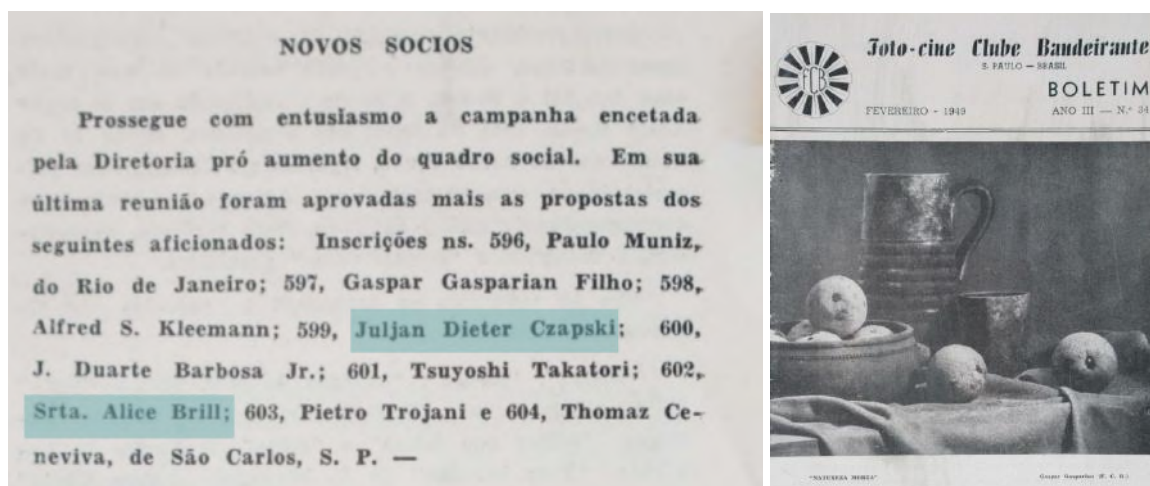 NOVOS SOCIOS
Prossegue com entusiasmo a campanha encetada
pela Diretoria pró aumento do quadro social. Em sua
última reunião foram aprovadas mais as propostas dos
seguintes aficionados: Inscrições ns. 596, Paulo Muniz,
do Rio de Janeiro; 597, Gaspar Gasparian Filho; 598,
Alfred S. Kleemann; 599, Juljan Dieter Czapski; 600,
J. Duarte Barbosa Jr.; 601, Tsuyoshi Takatori; 602,
Srta. Alice Brill; 603, Pietro Trojani e 604, Thomaz Ce-
neviva, de São Carlos, S. P. —
FCB
Foto-cine Clube Bandeirante
S. PAULO — BRASIL
BOLETIM
FEVEREIRO - 1949 ANO III — N.º 34
"NATUREZA MORTA" Gaspar Gasparian (F. C. B.)